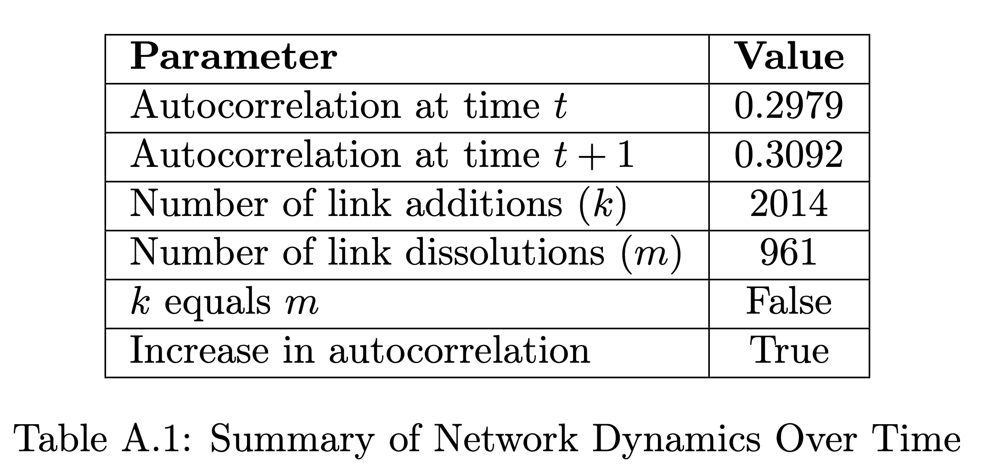 Parameter Value
Autocorrelation at time t 0.2979
Autocorrelation at time t + 1 0.3092
Number of link additions (k) 2014
Number of link dissolutions (m) 961
k equals m False
Increase in autocorrelation True
Table A.1: Summary of Network Dynamics Over Time